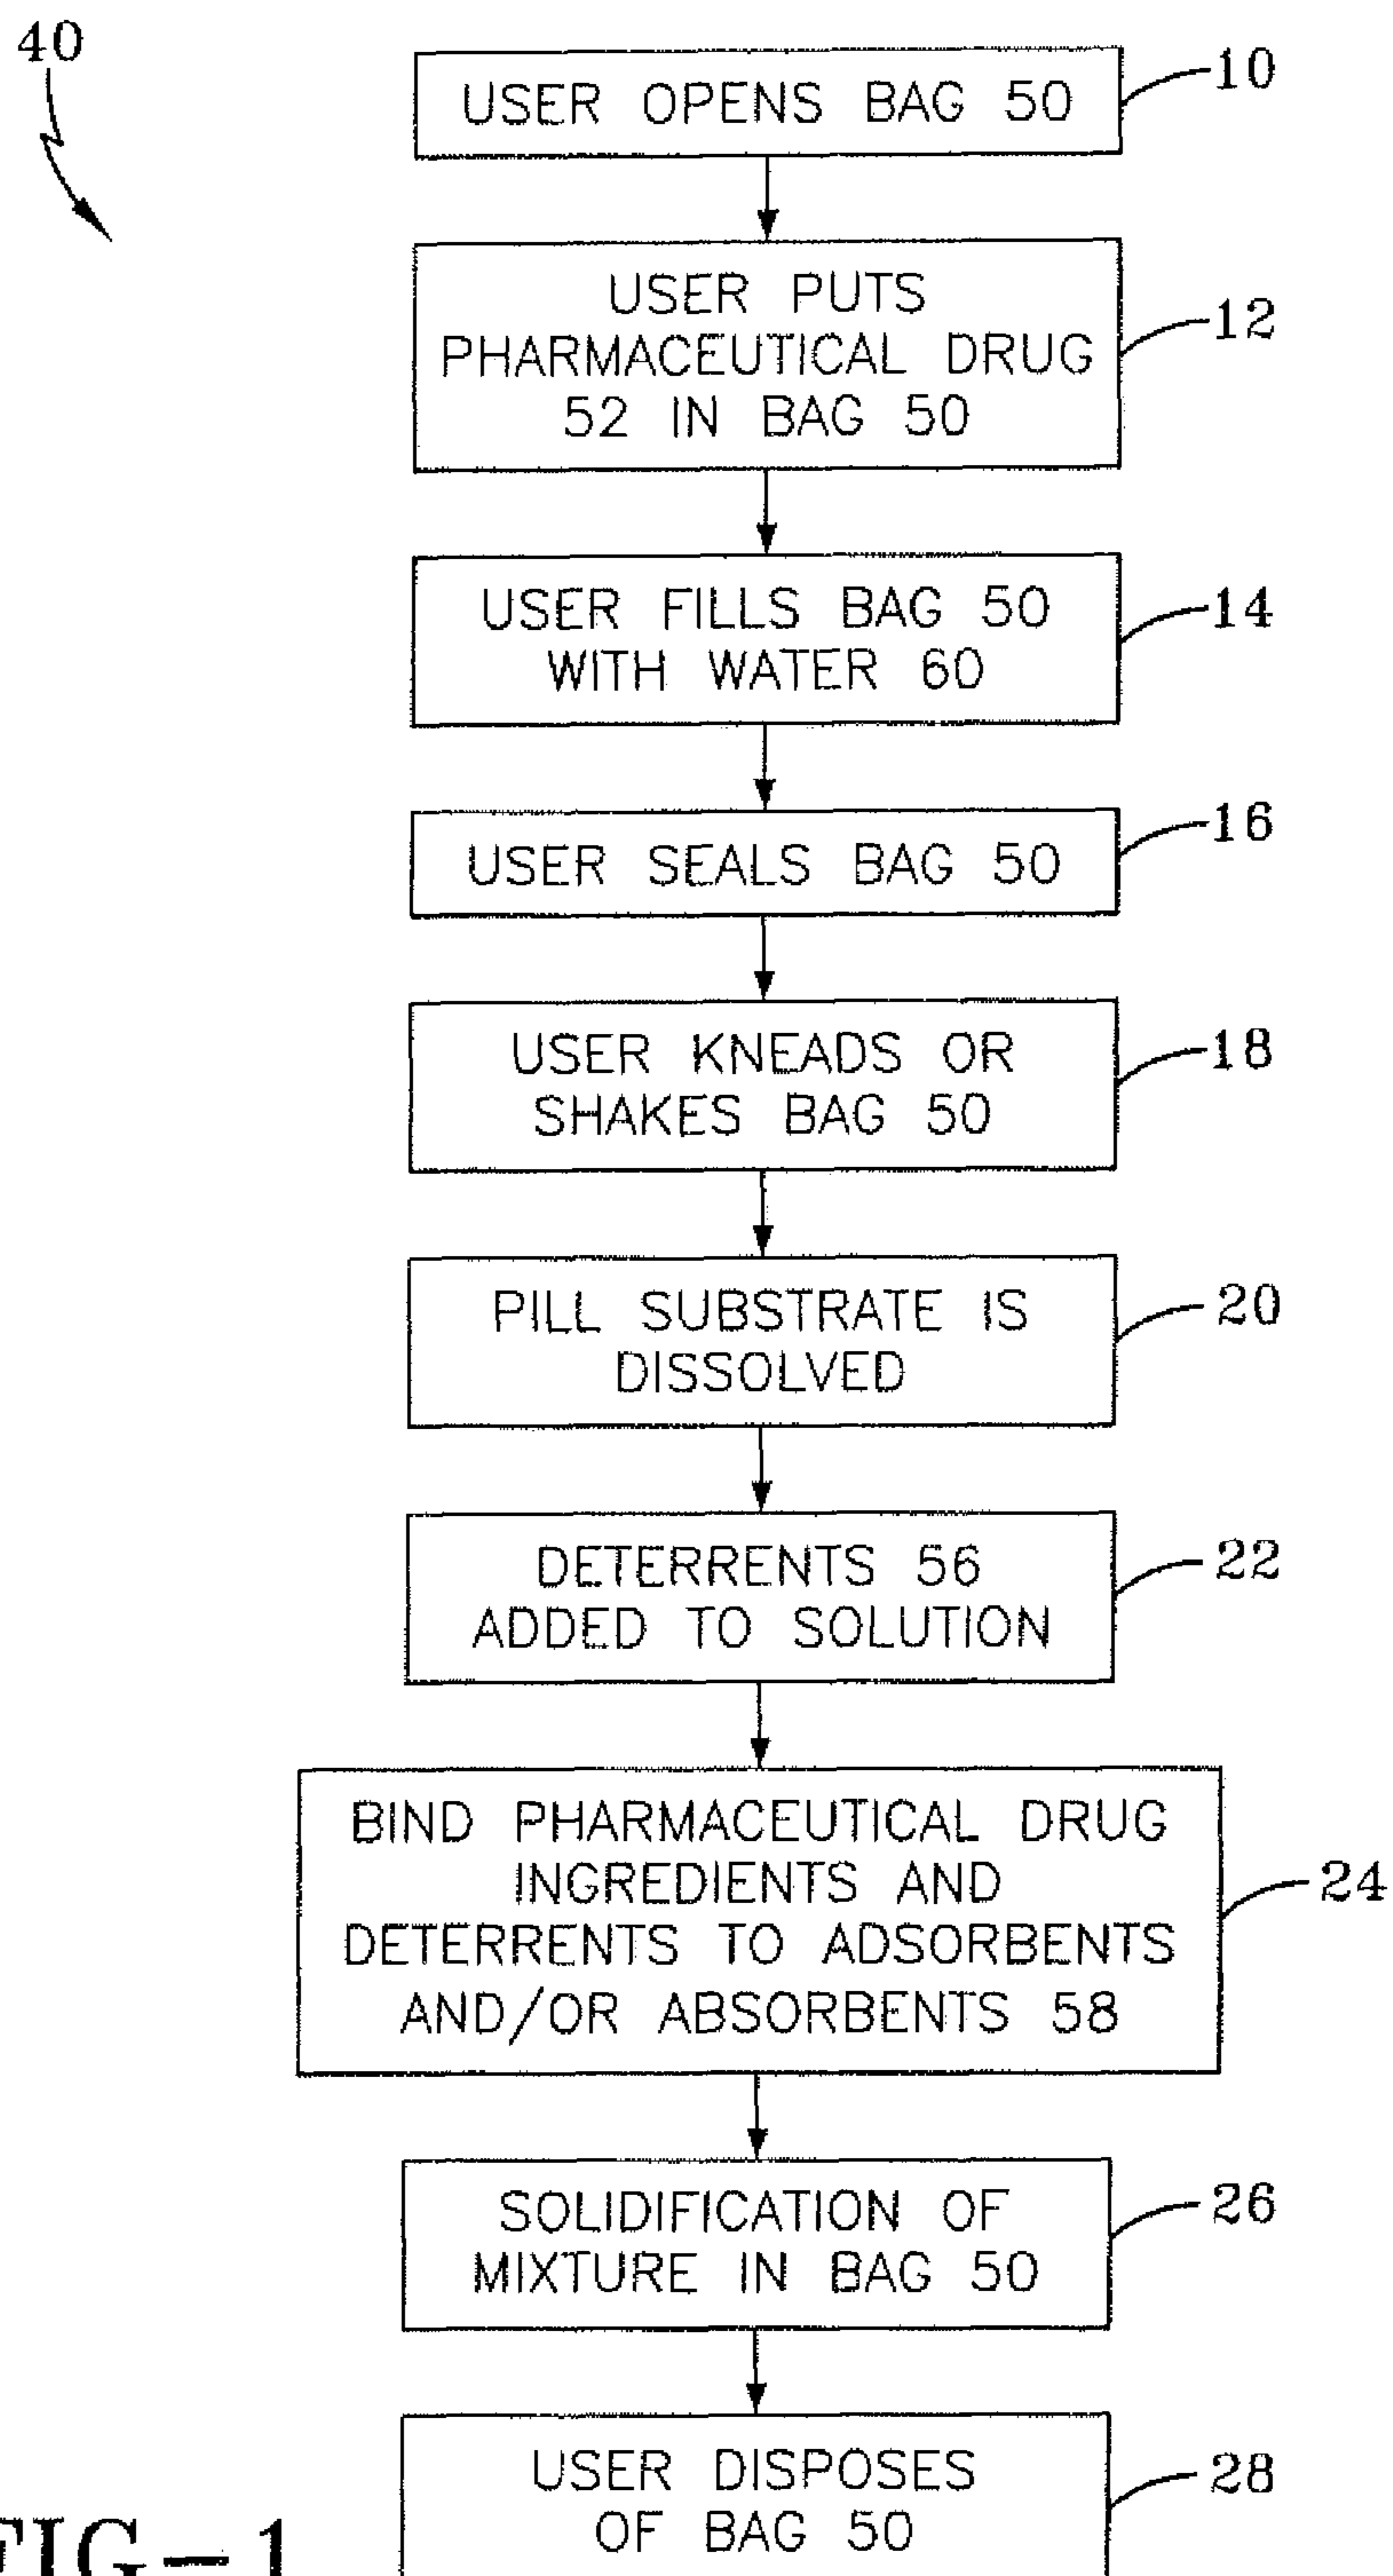 40
USER OPENS BAG 50
10
USER PUTS
PHARMACEUTICAL DRUG
52 IN BAG 50
12
USER FILLS BAG 50
WITH WATER 60
14
USER SEALS BAG 50
16
USER KNEADS OR
SHAKES BAG 50
18
PILL SUBSTRATE IS
DISSOLVED
20
DETERRENTS 56
ADDED TO SOLUTION
22
BIND PHARMACEUTICAL DRUG
INGREDIENTS AND
DETERRENTS TO ADSORBENTS
AND/OR ABSORBENTS 58
24
SOLIDIFICATION OF
MIXTURE IN BAG 50
26
USER DISPOSES
OF BAG 50
28
FIG-1